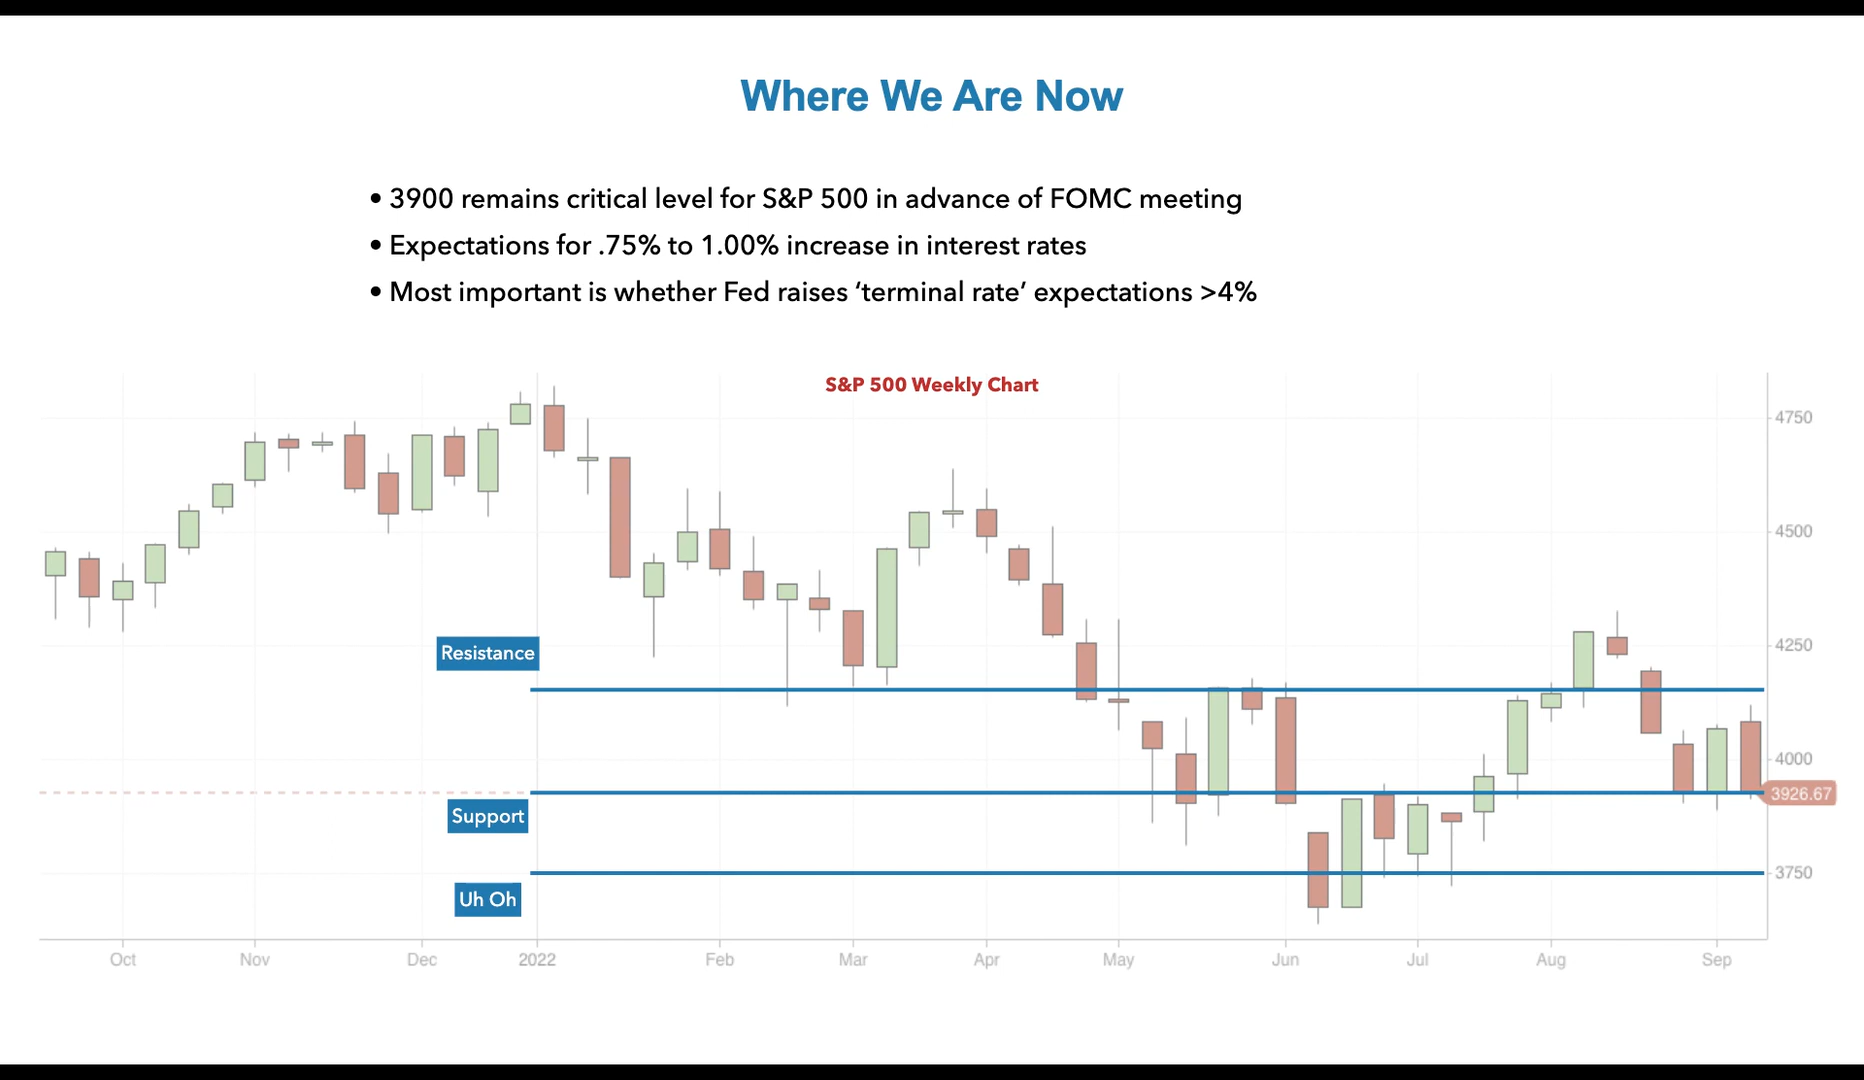 Where We Are Now
• 3900 remains critical level for S&P 500 in advance of FOMC meeting
• Expectations for .75% to 1.00% increase in interest rates
• Most important is whether Fed raises ‘terminal rate’ expectations >4%
S&P 500 Weekly Chart
4750
4500
4250
Resistance
4000
3926.67
Support
3750
Uh Oh
Oct Nov Dec 2022 Feb Mar Apr May Jun Jul Aug Sep